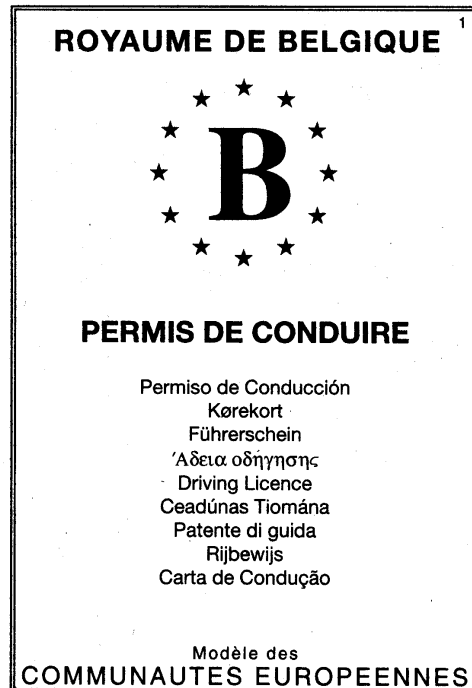 1
ROYAUME DE BELGIQUE
B
PERMIS DE CONDUIRE
Permiso de Conducción
Kørekort
Führerschein
Άδεια οδήγησης
Driving Licence
Ceadúnas Tiomána
Patente di guida
Rijbewijs
Carta de Condução
Modèle des
COMMUNAUTES EUROPEENNES